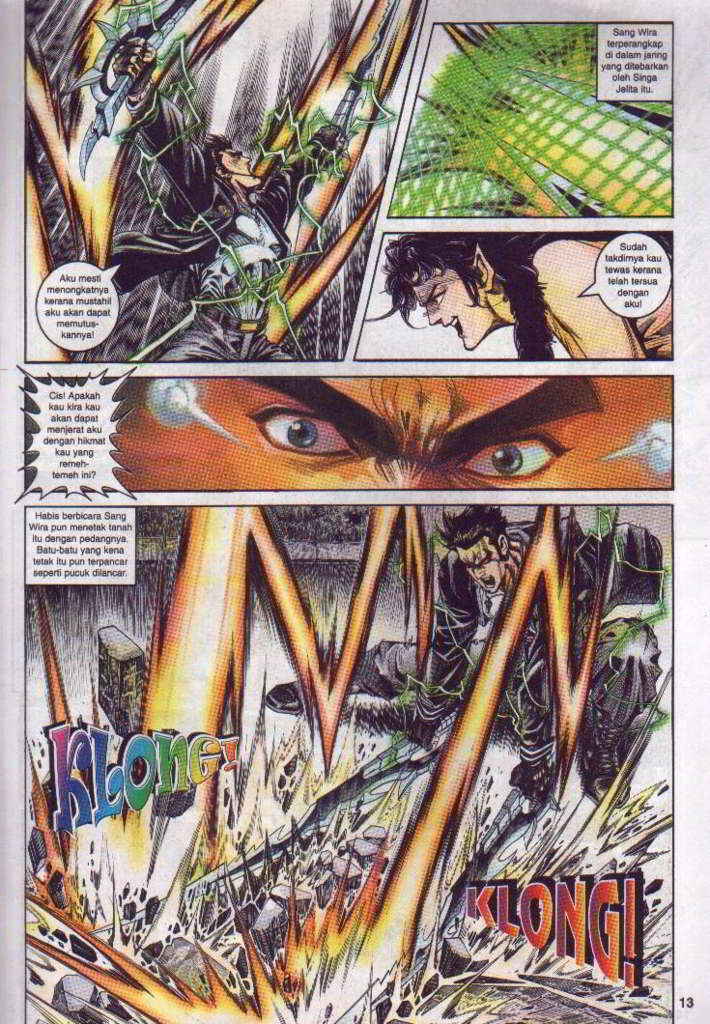 Aku mesti
menongkatnya
kerana mustahil
aku akan dapat
memutus-
kannya!
Sang Wira
terperangkap
di dalam jaring
yang ditebarkan
oleh Singa
Jelita itu.
Sudah
takdirnya kau
tewas kerana
telah tersua
dengan
aku!
Cis! Apakah
kau kira kau
akan dapat
menjerat aku
dengan hikmat
kau yang
remeh-
temeh ini?
Habis berbicara Sang
Wira pun menetak tanah
itu dengan pedangnya.
Batu-batu yang kena
tetak itu pun terpancar
seperti pucuk dilancar.
KLONG!
KLONG!
13